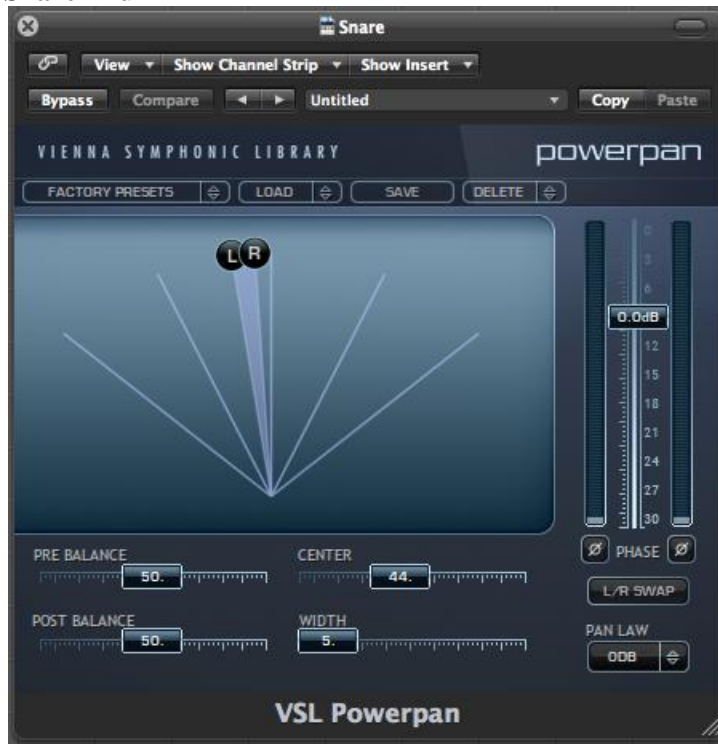 Snare
View Show Channel Strip Show Insert
Bypass Compare Untitled Copy Paste
VIENNA SYMPHONIC LIBRARY powerpan
FACTORY PRESETS LOAD SAVE DELETE
L R
0
3
6
0.0dB
12
15
18
21
24
27
30
PRE BALANCE CENTER Ø PHASE Ø
50. 44.
L/R SWAP
POST BALANCE WIDTH PAN LAW
50. 5.
0DB
VSL Powerpan